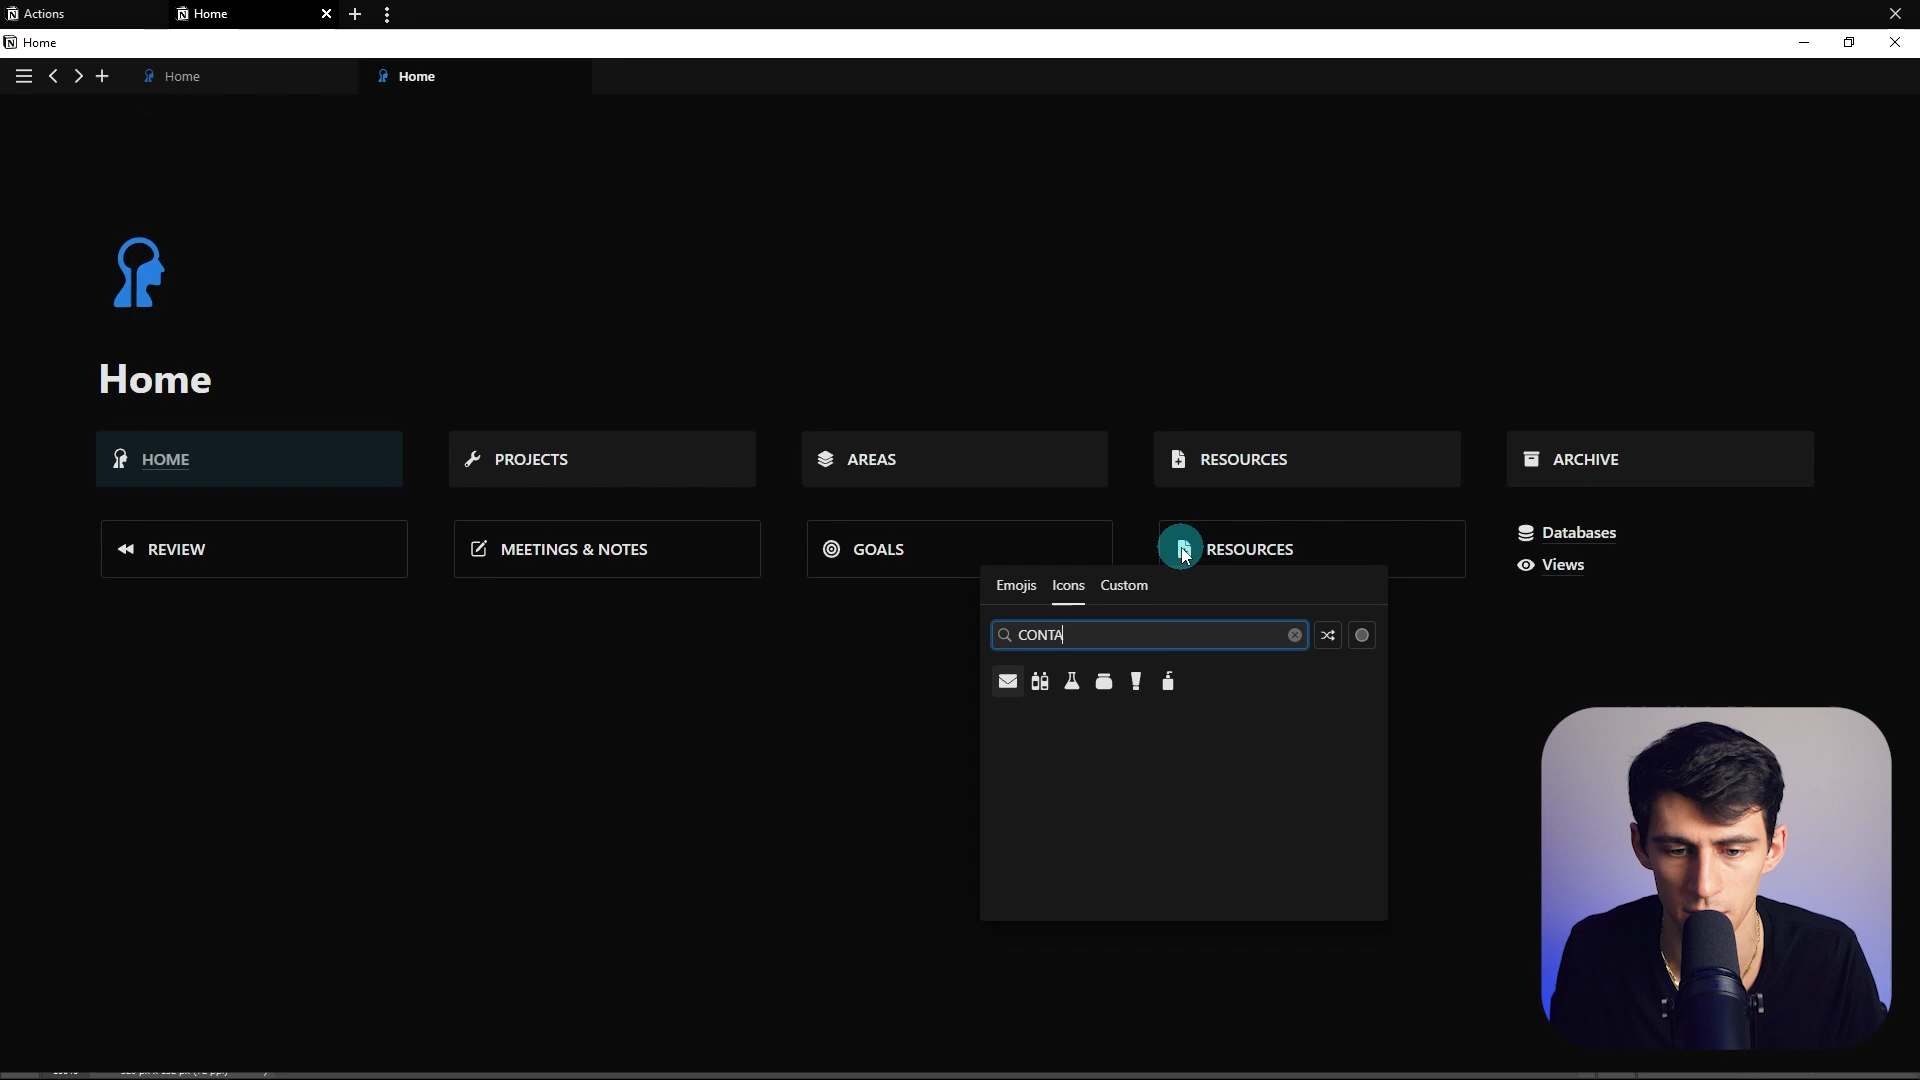 Actions
Home
Home
Home
Home
Home
HOME
PROJECTS
AREAS
RESOURCES
ARCHIVE
REVIEW
MEETINGS & NOTES
GOALS
RESOURCES
Databases
Views
Emojis
Icons
Custom
CONTA